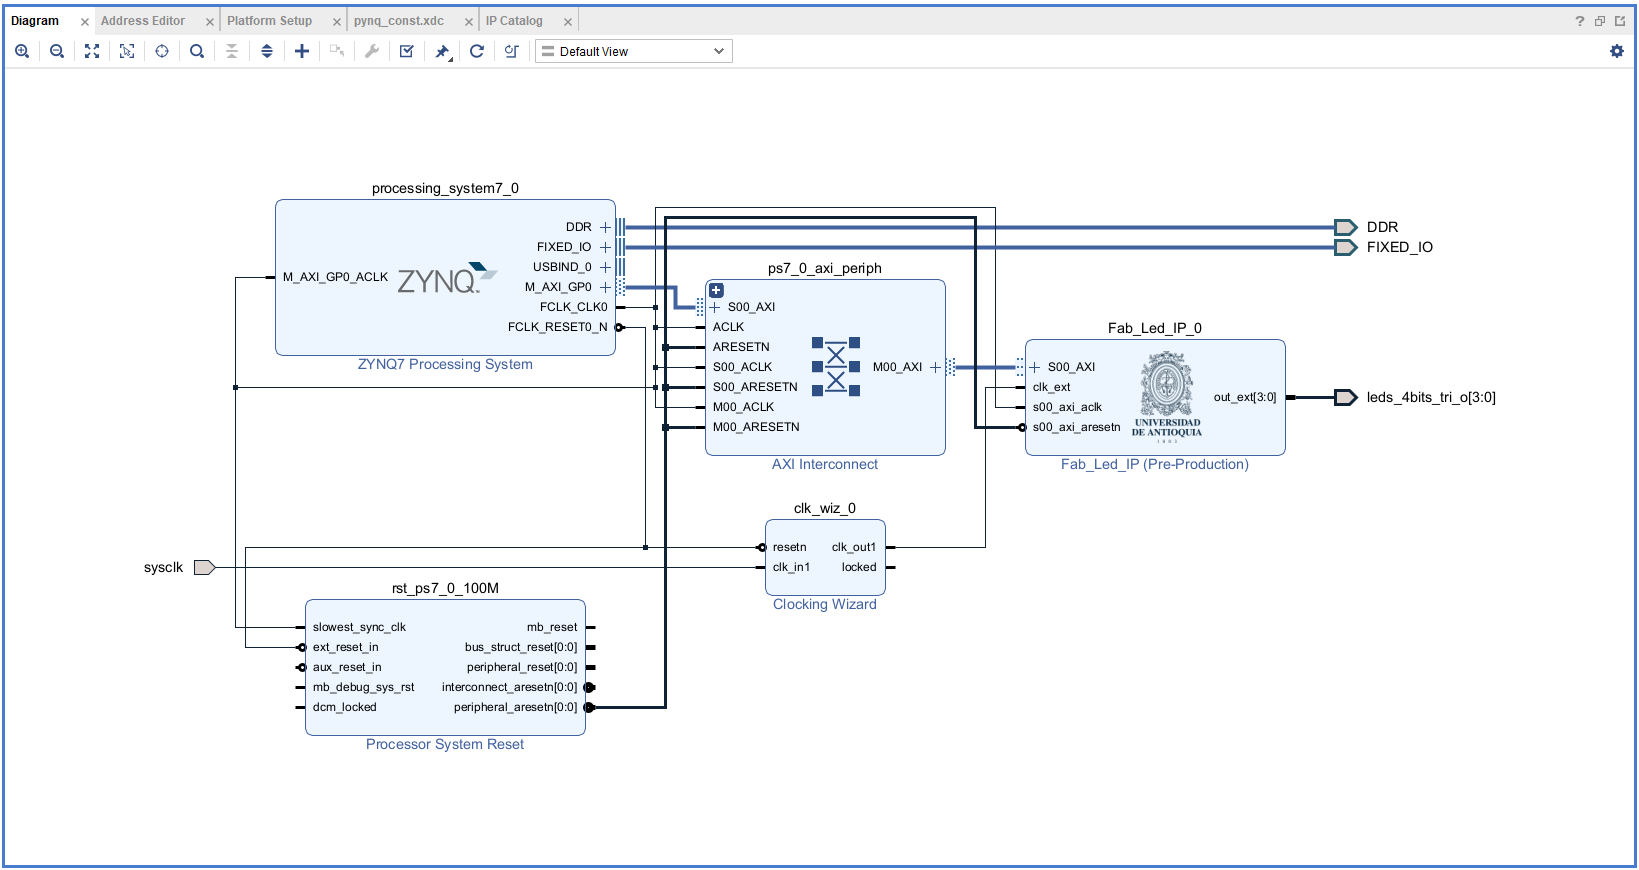 Diagram
Address Editor
Platform Setup
pynq_const.xdc
IP Catalog
?
Default View
processing_system7_0
M_AXI_GP0_ACLK
ZYNQ
DDR
FIXED_IO
USBIND_0
M_AXI_GP0
FCLK_CLK0
FCLK_RESET0_N
ZYNQ7 Processing System
ps7_0_axi_periph
S00_AXI
ACLK
ARESETN
S00_ACLK
S00_ARESETN
M00_ACLK
M00_ARESETN
M00_AXI
AXI Interconnect
Fab_Led_IP_0
S00_AXI
clk_ext
s00_axi_aclk
s00_axi_aresetn
UNIVERSIDAD
DE ANTIOQUIA
1803
out_ext[3:0]
Fab_Led_IP (Pre-Production)
DDR
FIXED_IO
leds_4bits_tri_o[3:0]
clk_wiz_0
resetn
clk_in1
clk_out1
locked
Clocking Wizard
sysclk
rst_ps7_0_100M
slowest_sync_clk
ext_reset_in
aux_reset_in
mb_debug_sys_rst
dcm_locked
mb_reset
bus_struct_reset[0:0]
peripheral_reset[0:0]
interconnect_aresetn[0:0]
peripheral_aresetn[0:0]
Processor System Reset